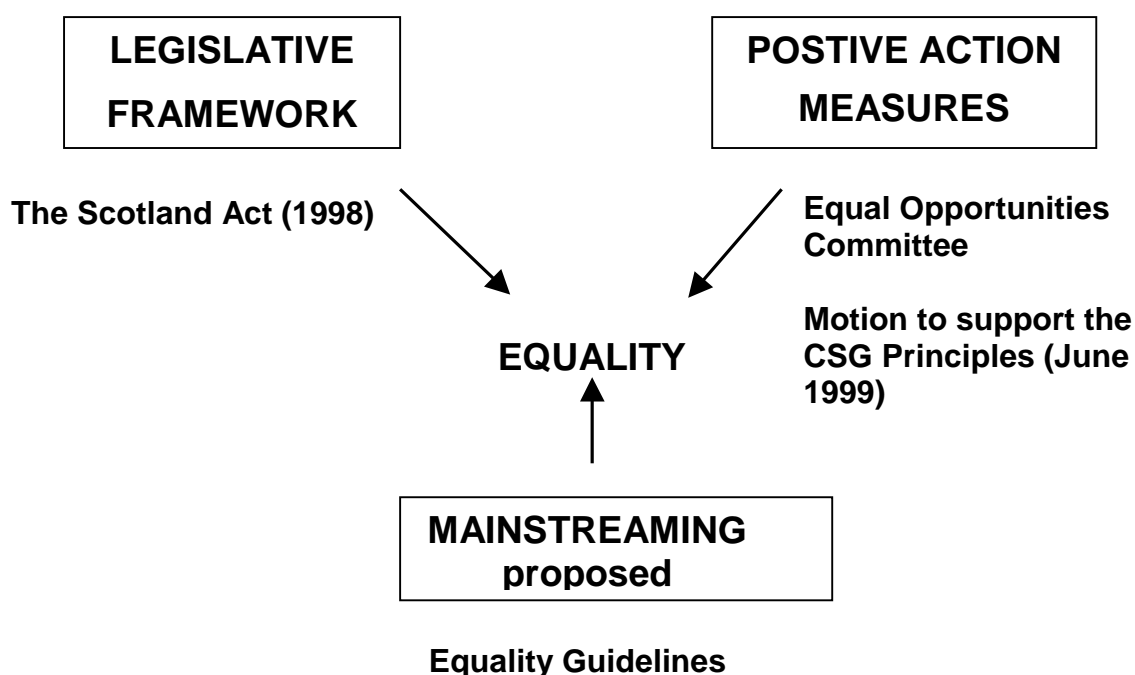 LEGISLATIVE
FRAMEWORK
The Scotland Act (1998)
POSTIVE ACTION
MEASURES
Equal Opportunities
Committee
Motion to support the
CSG Principles (June
1999)
EQUALITY
MAINSTREAMING
proposed
Equality Guidelines